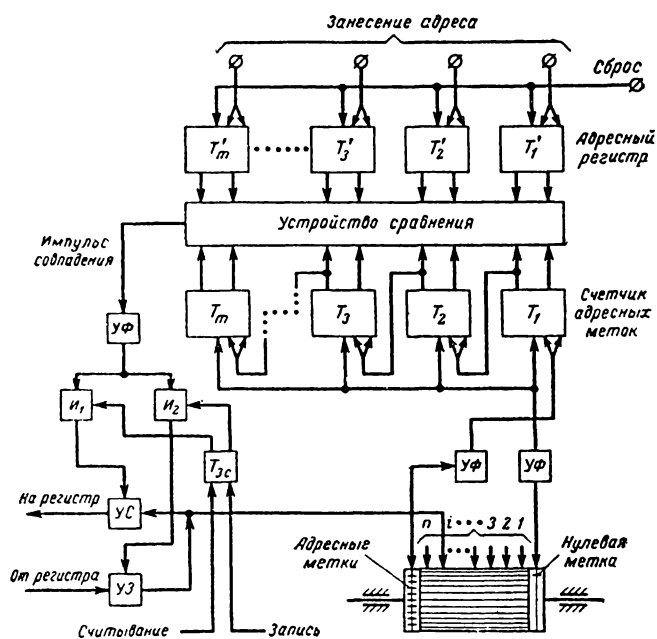 Занесение адреса
Сброс
T'm T'3 T'2 T'1
Адресный
регистр
Устройство сравнения
Импульс
совпадения
Tm T3 T2 T1
Счетчик
адресных
меток
УФ
И1 И2
TЗс
УФ УФ
На регистр
УС
n i 3 2 1
Адресные
метки
Нулевая
метка
От регистра
УЗ
Считывание Запись